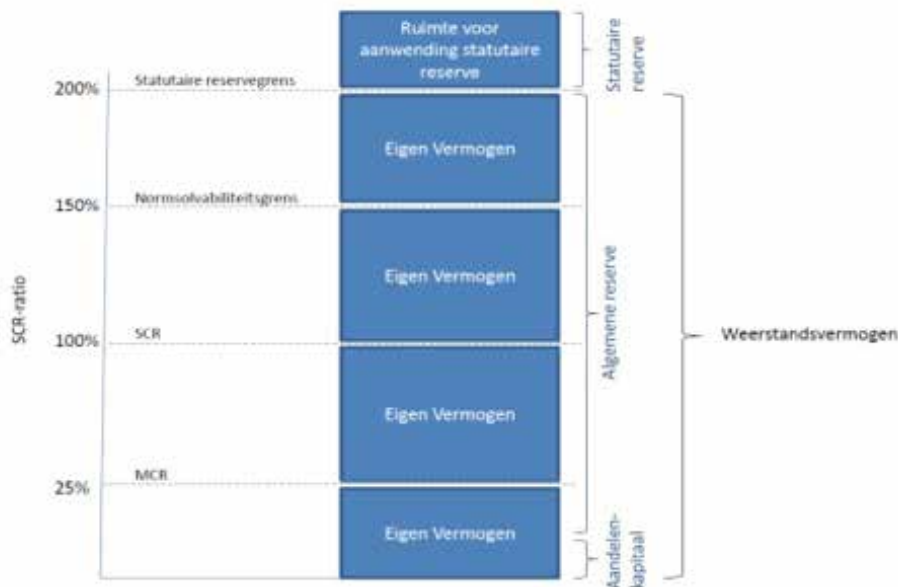 Ruimte voor
aanwending statutaire
reserve
Statutaire
reserve
Statutaire reservegrens
200%
Eigen Vermogen
Normsolvabiliteitsgrens
150%
Eigen Vermogen
Algemene reserve
SCR-ratio
SCR
100%
Weerstandsvermogen
Eigen Vermogen
MCR
25%
Eigen Vermogen
Aandelen-
kapitaal